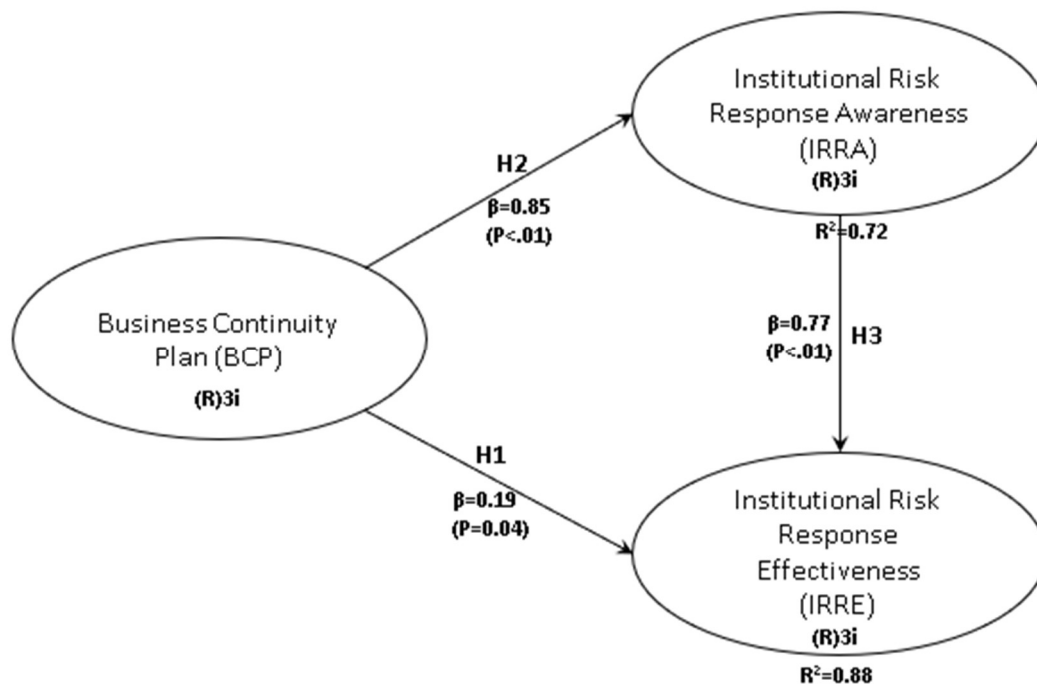 Institutional Risk
Response Awareness
(IRRA)
(R)3i
R²=0.72
H2
β=0.85
(P<.01)
Business Continuity
Plan (BCP)
(R)3i
β=0.77
(P<.01)
H3
H1
β=0.19
(P=0.04)
Institutional Risk
Response
Effectiveness
(IRRE)
(R)3i
R²=0.88